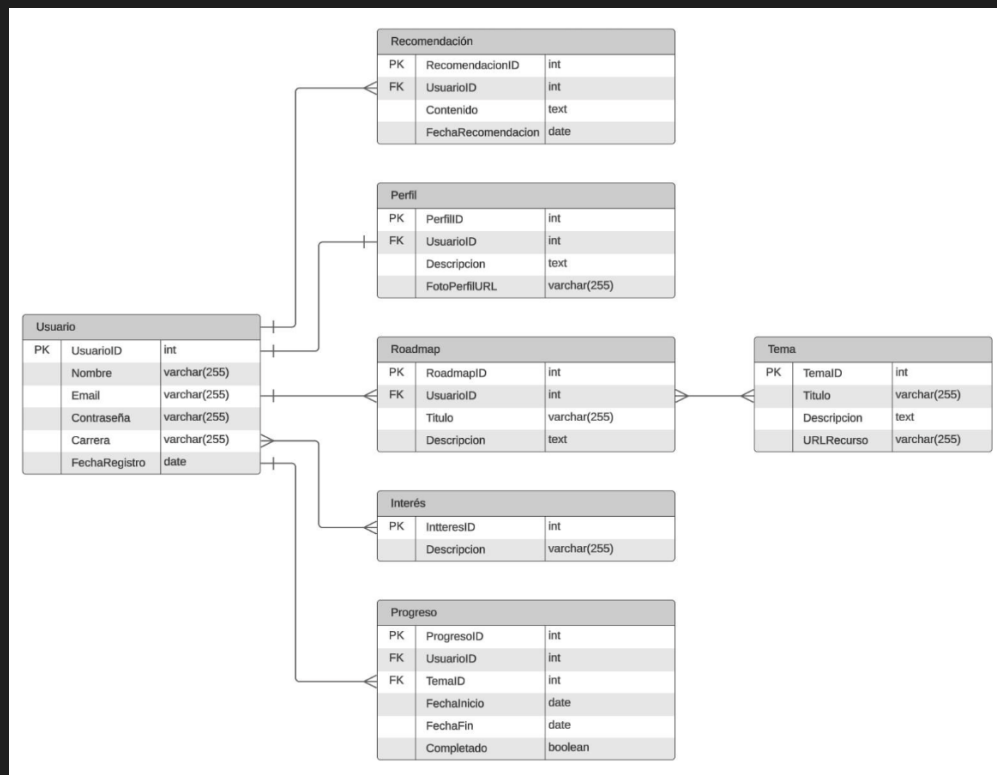 Recomendación
PK RecomendacionID int
FK UsuarioID int
Contenido text
FechaRecomendacion date
Perfil
PK PerfilID int
FK UsuarioID int
Descripcion text
FotoPerfilURL varchar(255)
Usuario
PK UsuarioID int
Nombre varchar(255)
Email varchar(255)
Contraseña varchar(255)
Carrera varchar(255)
FechaRegistro date
Roadmap
PK RoadmapID int
FK UsuarioID int
Titulo varchar(255)
Descripcion text
Tema
PK TemaID int
Titulo varchar(255)
Descripcion text
URLRecurso varchar(255)
Interés
PK IntteresID int
Descripcion varchar(255)
Progreso
PK ProgresoID int
FK UsuarioID int
FK TemaID int
FechaInicio date
FechaFin date
Completado boolean